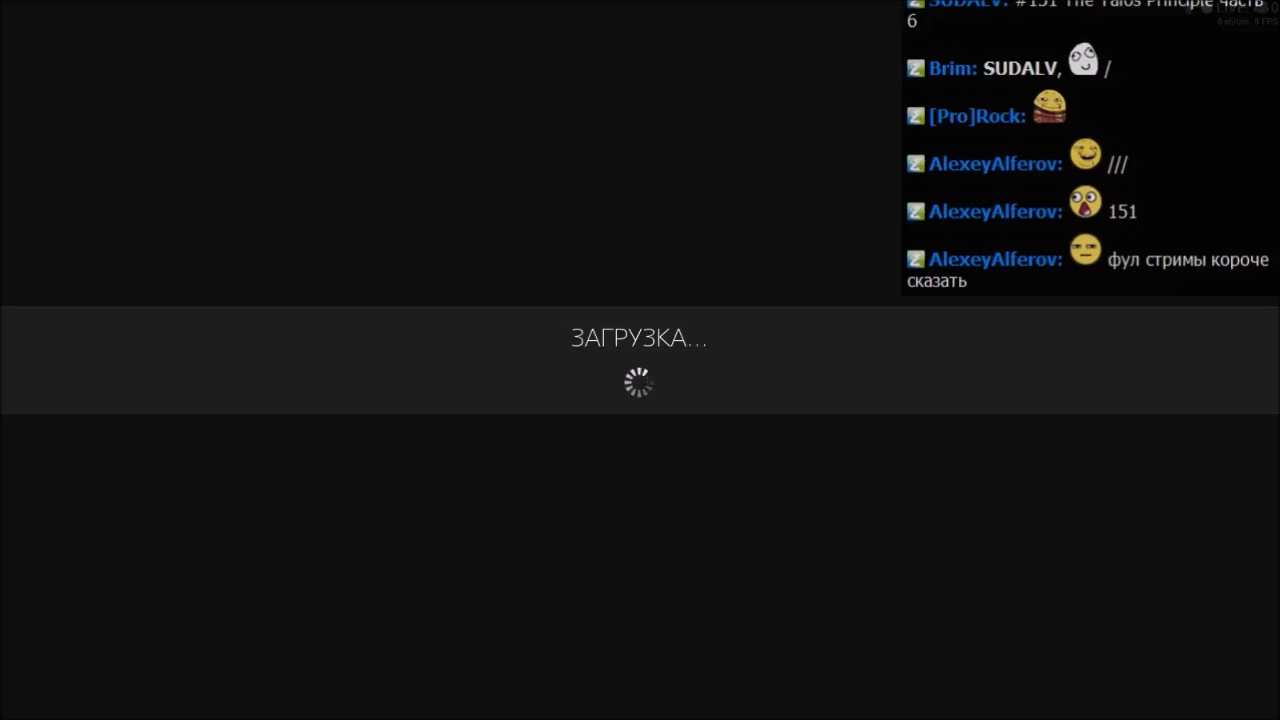 SUDALV: #151 The Talos Principle часть
6
Brim: SUDALV, /
[Pro]Rock:
AlexeyAlferov: ///
AlexeyAlferov: 151
AlexeyAlferov: фул стримы короче
сказать
ЗАГРУЗКА...